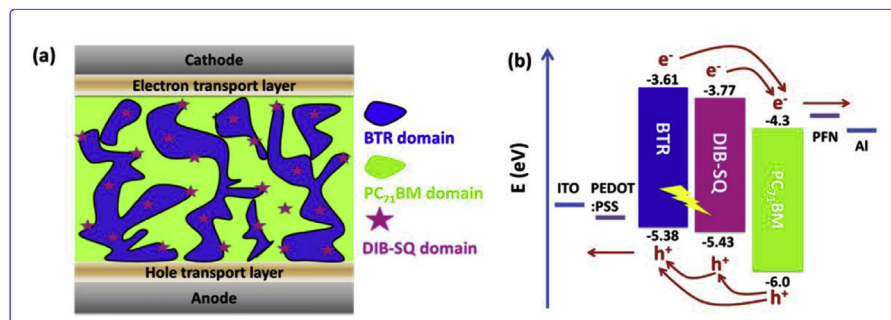 (a)
Cathode
Electron transport layer
Hole transport layer
Anode
BTR domain
PC₇₁BM domain
DIB-SQ domain
(b)
E (eV)
ITO
PEDOT
:PSS
e⁻
-3.61
BTR
-5.38
h⁺
e⁻
-3.77
DIB-SQ
-5.43
h⁺
e⁻
-4.3
PC₇₁BM
-6.0
h⁺
PFN
Al